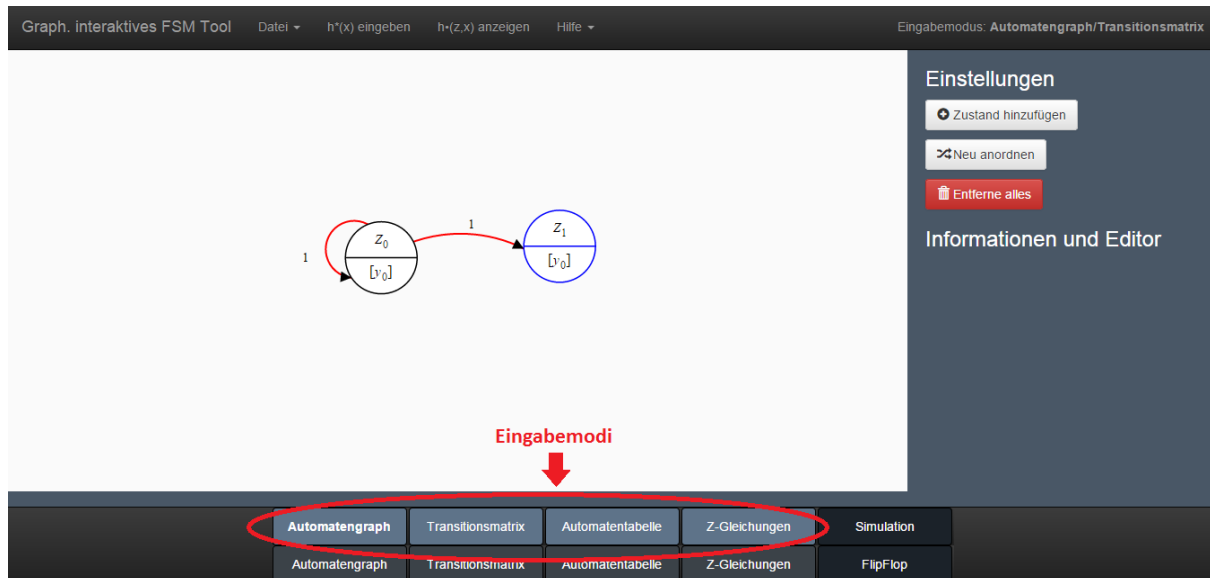 Graph. interaktives FSM Tool Datei h*(x) eingeben h•(z,x) anzeigen Hilfe Eingabemodus: Automatengraph/Transitionsmatrix
Einstellungen
Zustand hinzufügen
Neu anordnen
Entferne alles
Informationen und Editor
1
1
Z0
[y0]
Z1
[y0]
Eingabemodi
Automatengraph Transitionsmatrix Automatentabelle Z-Gleichungen Simulation
Automatengraph Transitionsmatrix Automatentabelle Z-Gleichungen FlipFlop